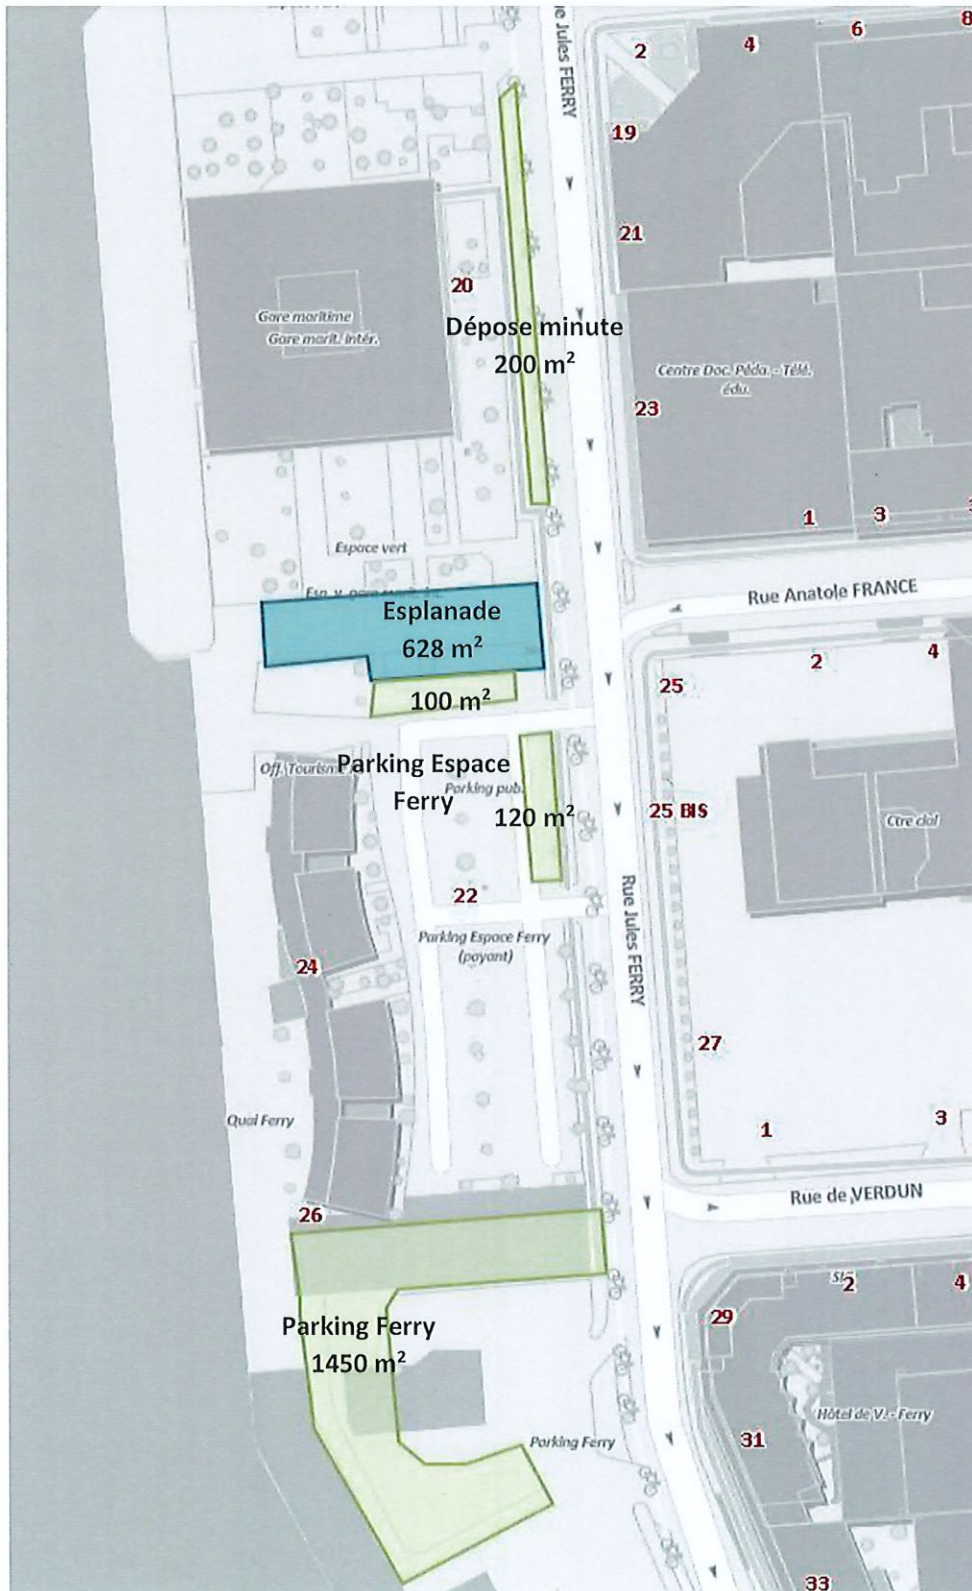 ue Jules FERRY
2
4
6
8
19
21
20
Gare maritime
Gare marit. Intér.
Dépose minute
200 m²
Centre Doc. Péda. - Télé.
édu.
23
1
3
Espace vert
Rue Anatole FRANCE
Esplanade
628 m²
2
4
25
100 m²
Off. Tourisme
Parking Espace
Ferry
Parking pub.
120 m²
25 BIS
Ctre cial
22
Rue Jules FERRY
Parking Espace Ferry
(payant)
24
27
Quai Ferry
1
3
26
Rue de VERDUN
2
4
29
Parking Ferry
1450 m²
Hôtel de V. - Ferry
31
Parking Ferry
33